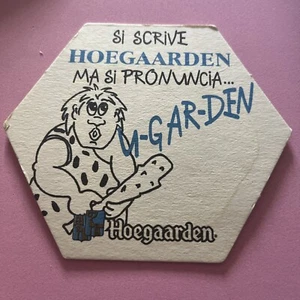 SI SCRIVE
HOEGAARDEN
MA SI PRONUNCIA...
U-GAR-DEN
Hoegaarden